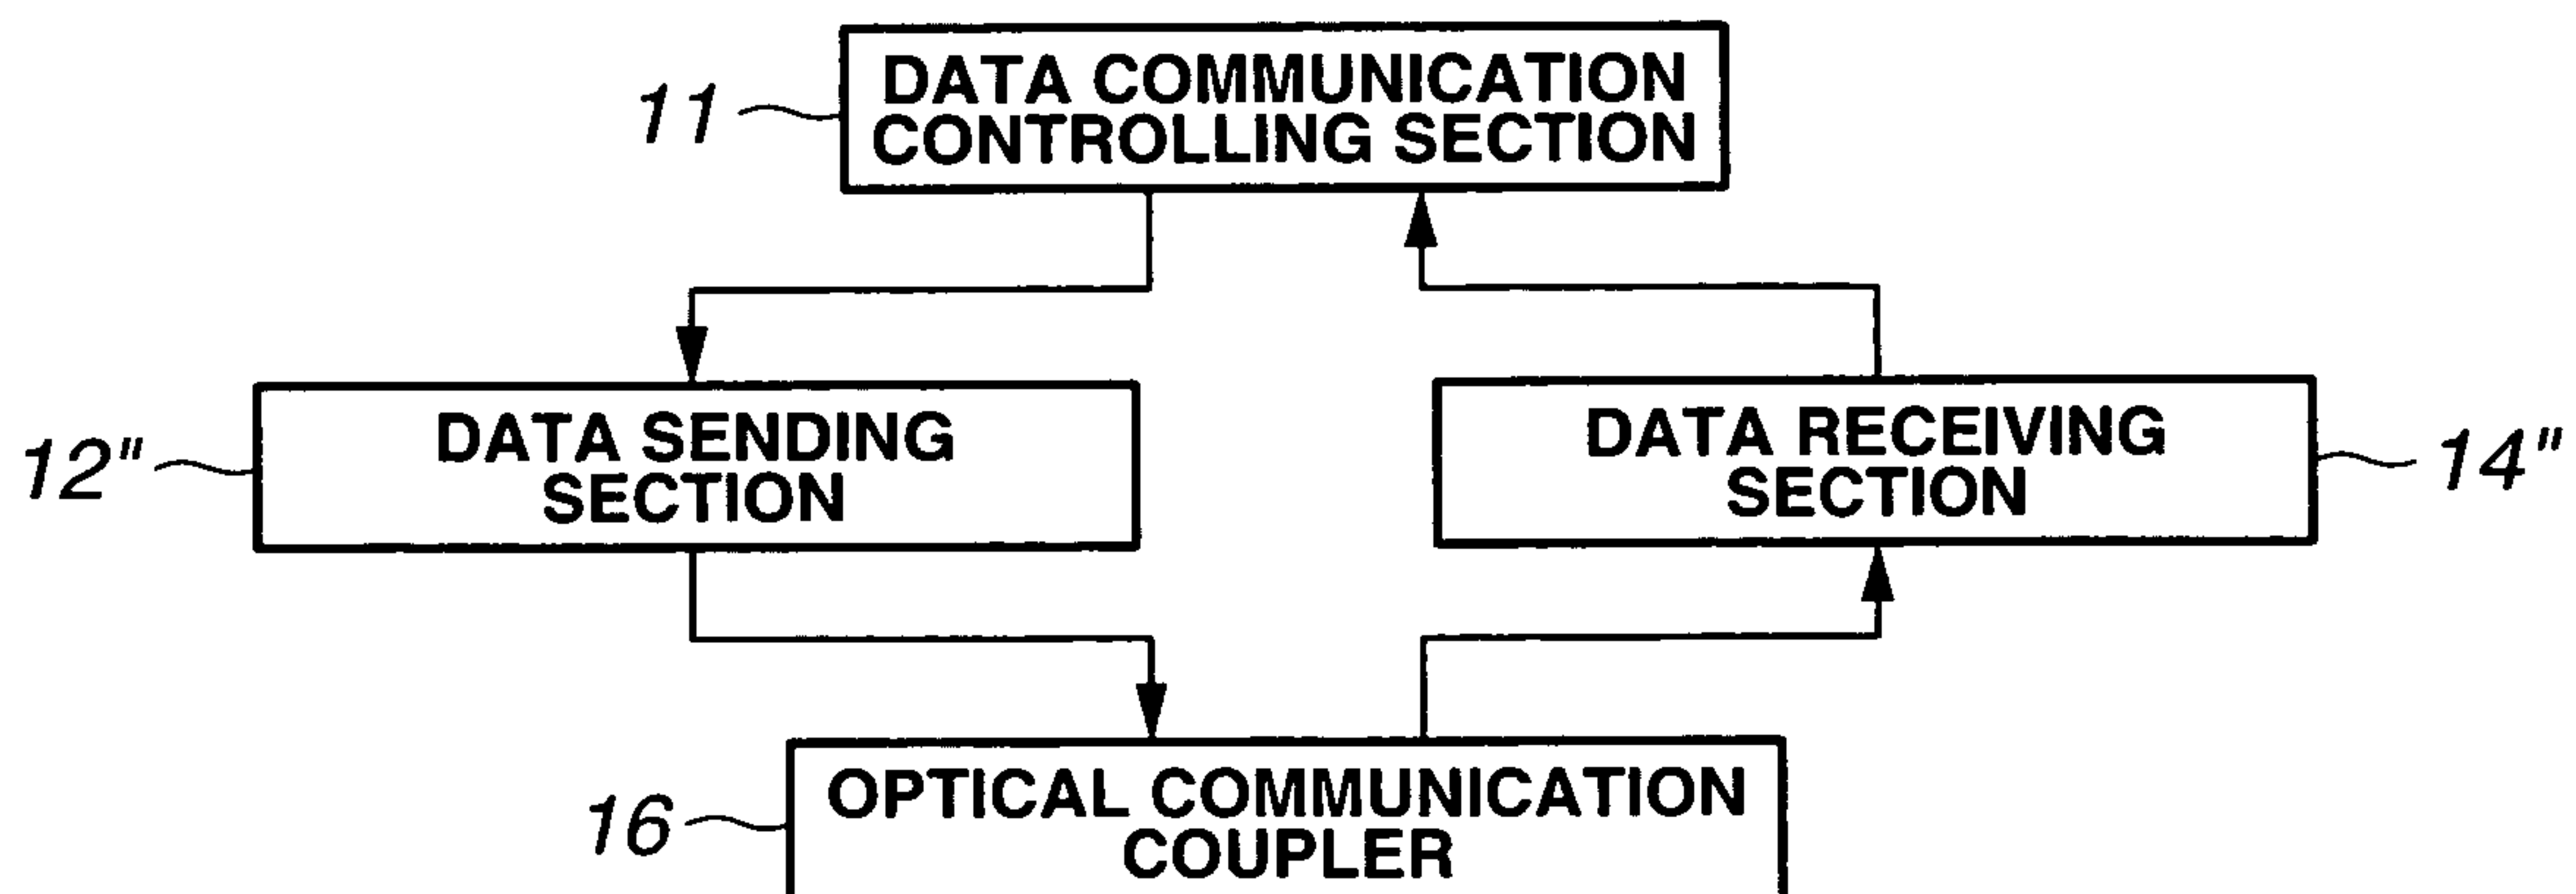 11
DATA COMMUNICATION
CONTROLLING SECTION
12"
DATA SENDING
SECTION
DATA RECEIVING
SECTION
14"
16
OPTICAL COMMUNICATION
COUPLER